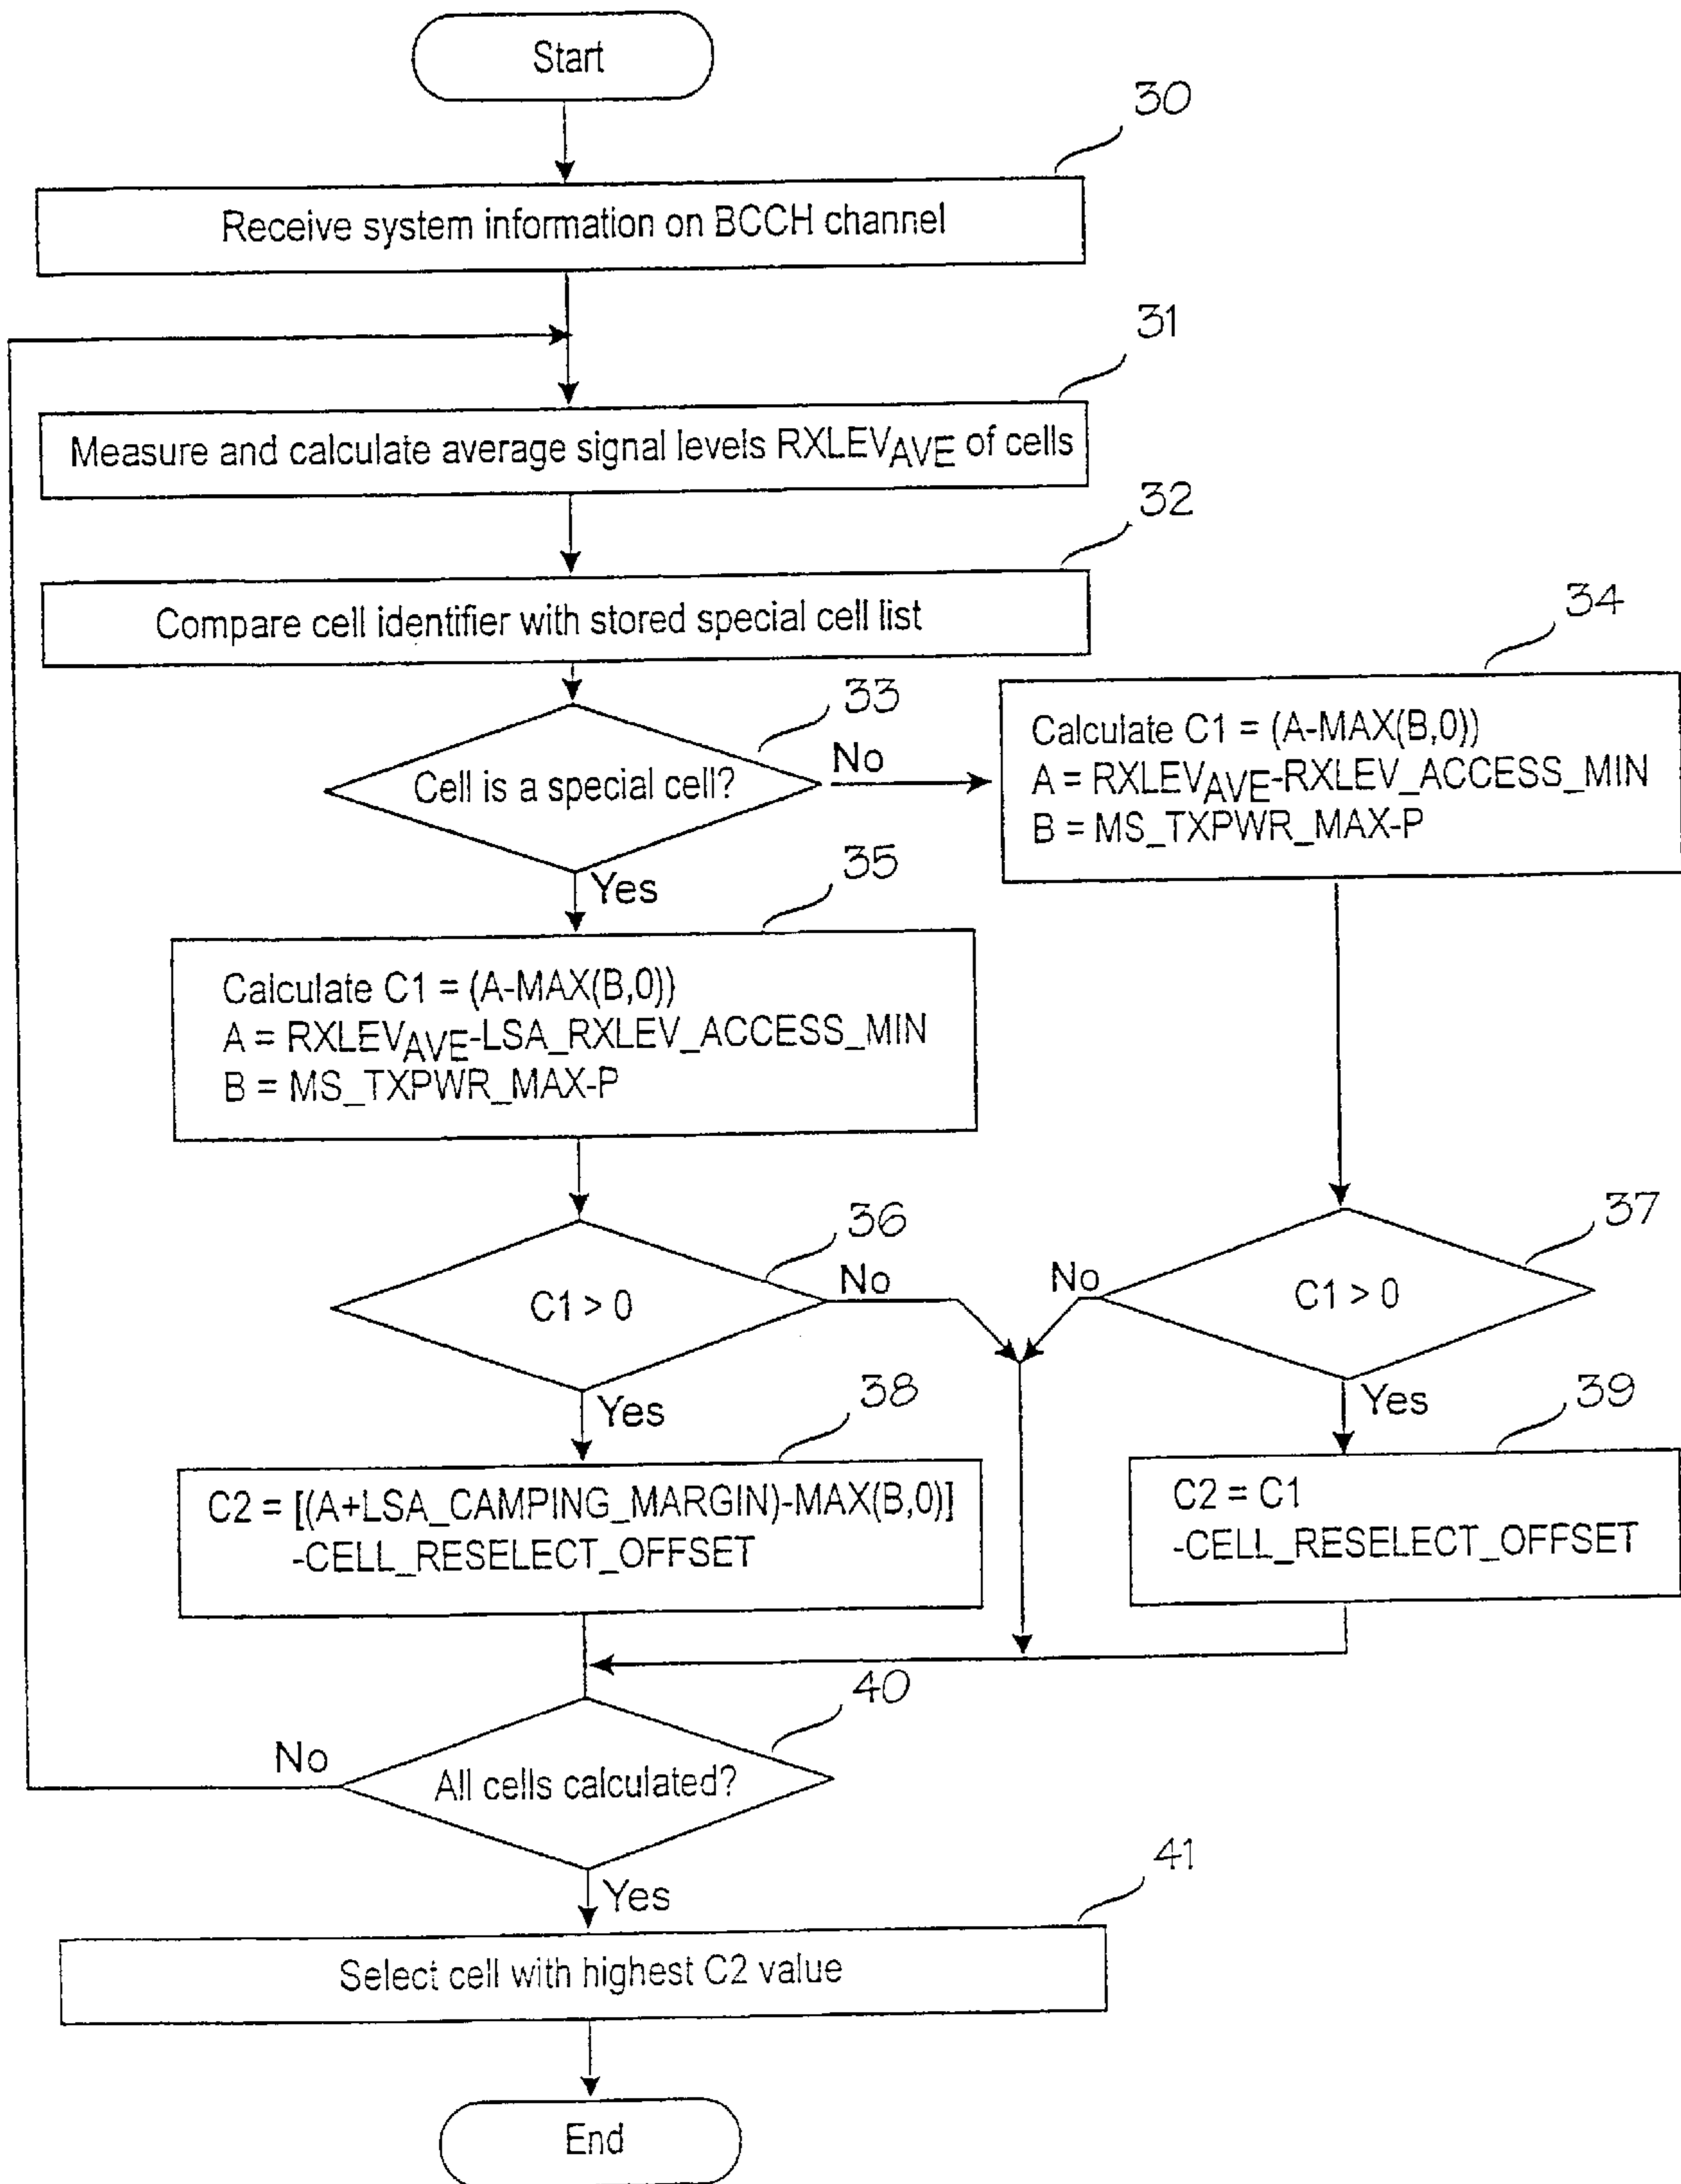 Start
30
Receive system information on BCCH channel
31
Measure and calculate average signal levels RXLEVAVE of cells
32
Compare cell identifier with stored special cell list
33
Cell is a special cell?
No
34
Calculate C1 = (A-MAX(B,0))
A = RXLEVAVE-RXLEV_ACCESS_MIN
B = MS_TXPWR_MAX-P
Yes
35
Calculate C1 = (A-MAX(B,0))
A = RXLEVAVE-LSA_RXLEV_ACCESS_MIN
B = MS_TXPWR_MAX-P
36
C1 > 0
No
37
C1 > 0
No
Yes
38
C2 = [(A+LSA_CAMPING_MARGIN)-MAX(B,0)]
-CELL_RESELECT_OFFSET
Yes
39
C2 = C1
-CELL_RESELECT_OFFSET
40
All cells calculated?
No
Yes
41
Select cell with highest C2 value
End